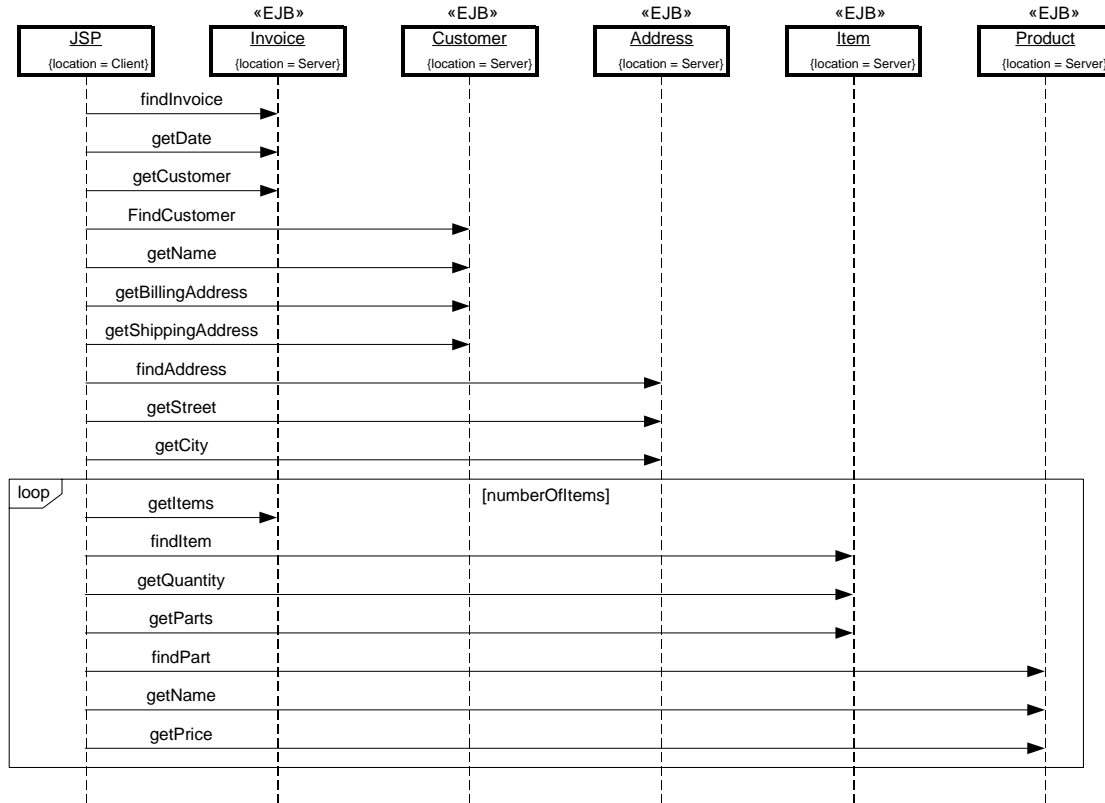 «EJB» «EJB» «EJB» «EJB» «EJB»
JSP Invoice Customer Address Item Product
{location = Client} {location = Server} {location = Server} {location = Server} {location = Server} {location = Server}
findInvoice
getDate
getCustomer
FindCustomer
getName
getBillingAddress
getShippingAddress
findAddress
getStreet
getCity
loop [numberOfItems]
getItems
findItem
getQuantity
getParts
findPart
getName
getPrice